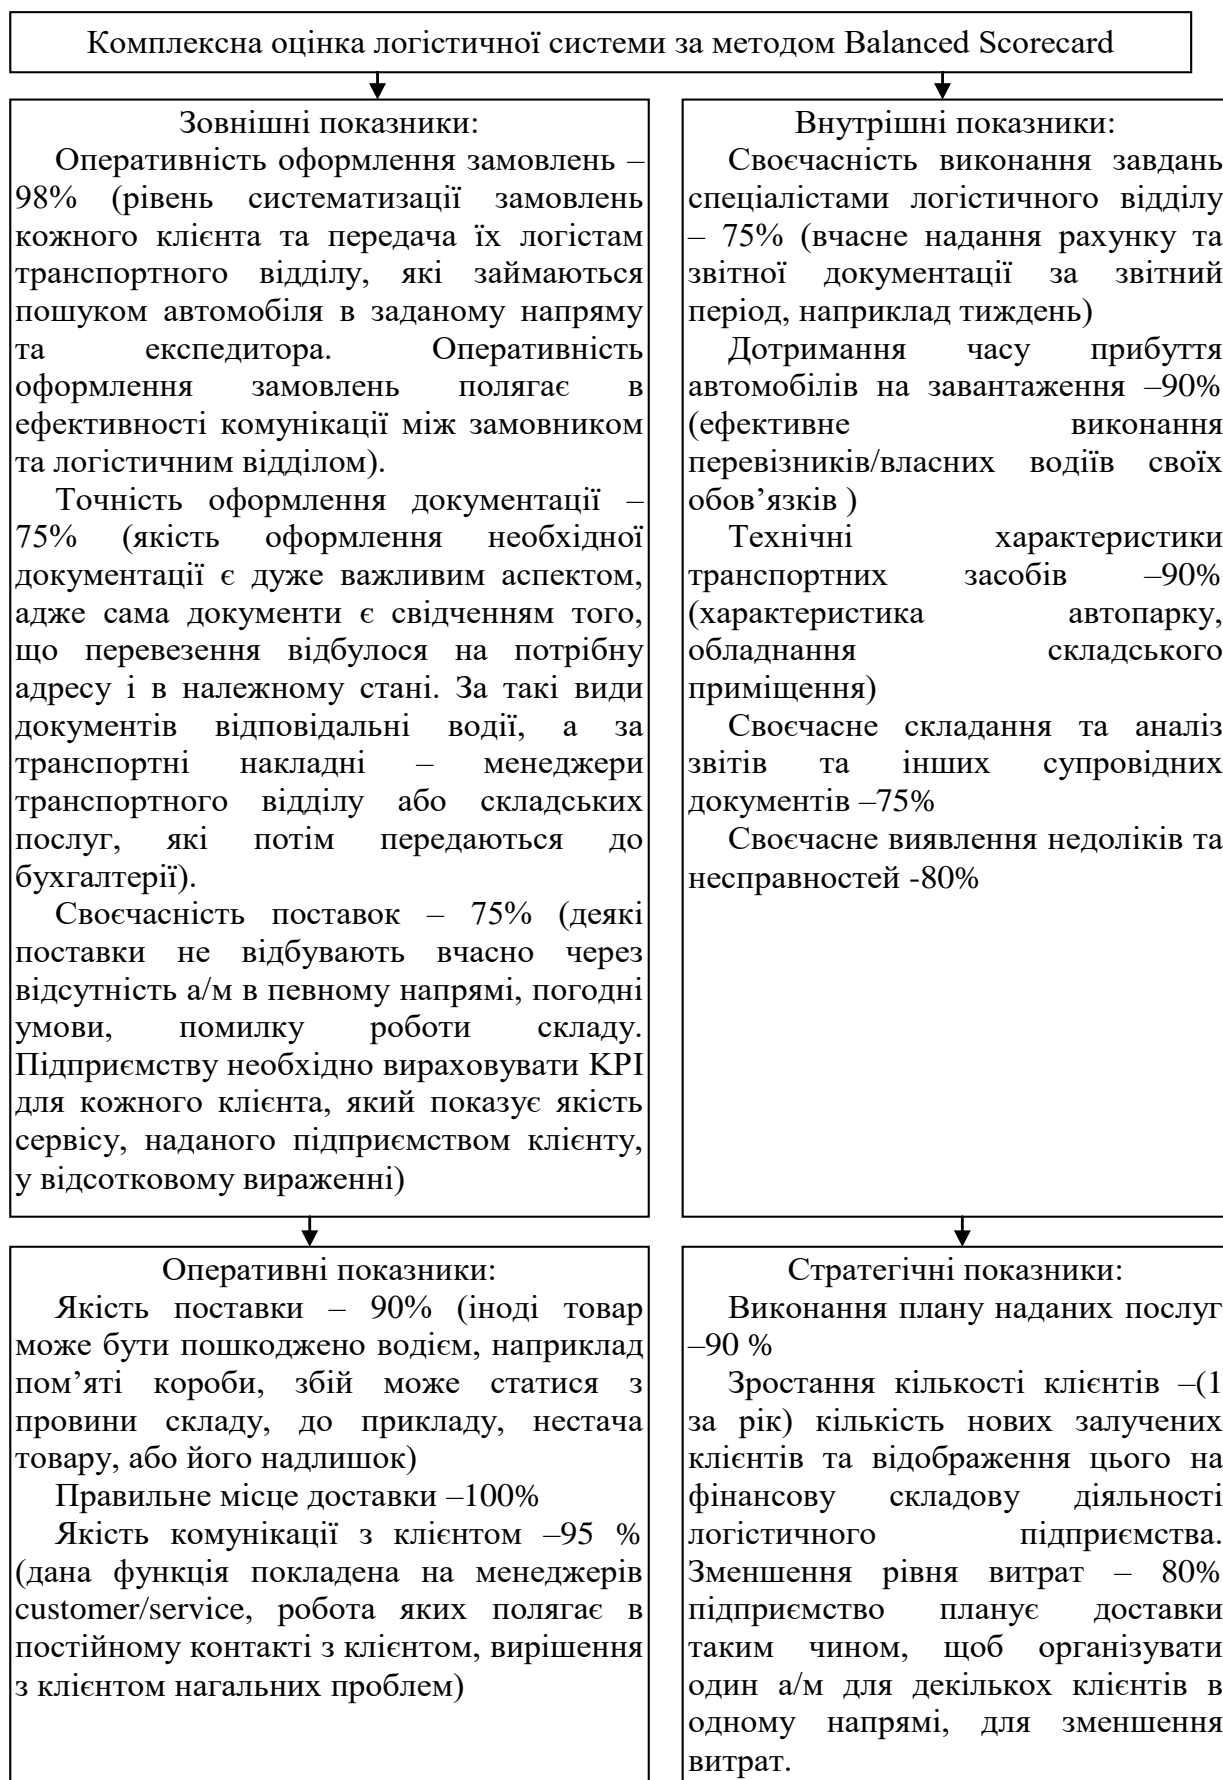 Комплексна оцінка логістичної системи за методом Balanced Scorecard
Зовнішні показники:
Оперативність оформлення замовлень –
98% (рівень систематизації замовлень
кожного клієнта та передача їх логістам
транспортного відділу, які займаються
пошуком автомобіля в заданому напряму
та експедитора. Оперативність
оформлення замовлень полягає в
ефективності комунікації між замовником
та логістичним відділом).
Точність оформлення документації –
75% (якість оформлення необхідної
документації є дуже важливим аспектом,
адже сама документи є свідченням того,
що перевезення відбулося на потрібну
адресу і в належному стані. За такі види
документів відповідальні водії, а за
транспортні накладні – менеджери
транспортного відділу або складських
послуг, які потім передаються до
бухгалтерії).
Своєчасність поставок – 75% (деякі
поставки не відбувають вчасно через
відсутність а/м в певному напрямі, погодні
умови, помилку роботи складу.
Підприємству необхідно вираховувати KPI
для кожного клієнта, який показує якість
сервісу, наданого підприємством клієнту,
у відсотковому вираженні)
Внутрішні показники:
Своєчасність виконання завдань
спеціалістами логістичного відділу
– 75% (вчасне надання рахунку та
звітної документації за звітний
період, наприклад тиждень)
Дотримання часу прибуття
автомобілів на завантаження –90%
(ефективне виконання
перевізників/власних водіїв своїх
обов’язків )
Технічні характеристики
транспортних засобів –90%
(характеристика автопарку,
обладнання складського
приміщення)
Своєчасне складання та аналіз
звітів та інших супровідних
документів –75%
Своєчасне виявлення недоліків та
несправностей -80%
Оперативні показники:
Якість поставки – 90% (іноді товар
може бути пошкоджено водієм, наприклад
пом’яті короби, збій може статися з
провини складу, до прикладу, нестача
товару, або його надлишок)
Правильне місце доставки –100%
Якість комунікації з клієнтом –95 %
(дана функція покладена на менеджерів
customer/service, робота яких полягає в
постійному контакті з клієнтом, вирішення
з клієнтом нагальних проблем)
Стратегічні показники:
Виконання плану наданих послуг
–90 %
Зростання кількості клієнтів –(1
за рік) кількість нових залучених
клієнтів та відображення цього на
фінансову складову діяльності
логістичного підприємства.
Зменшення рівня витрат – 80%
підприємство планує доставки
таким чином, щоб організувати
один а/м для декількох клієнтів в
одному напрямі, для зменшення
витрат.